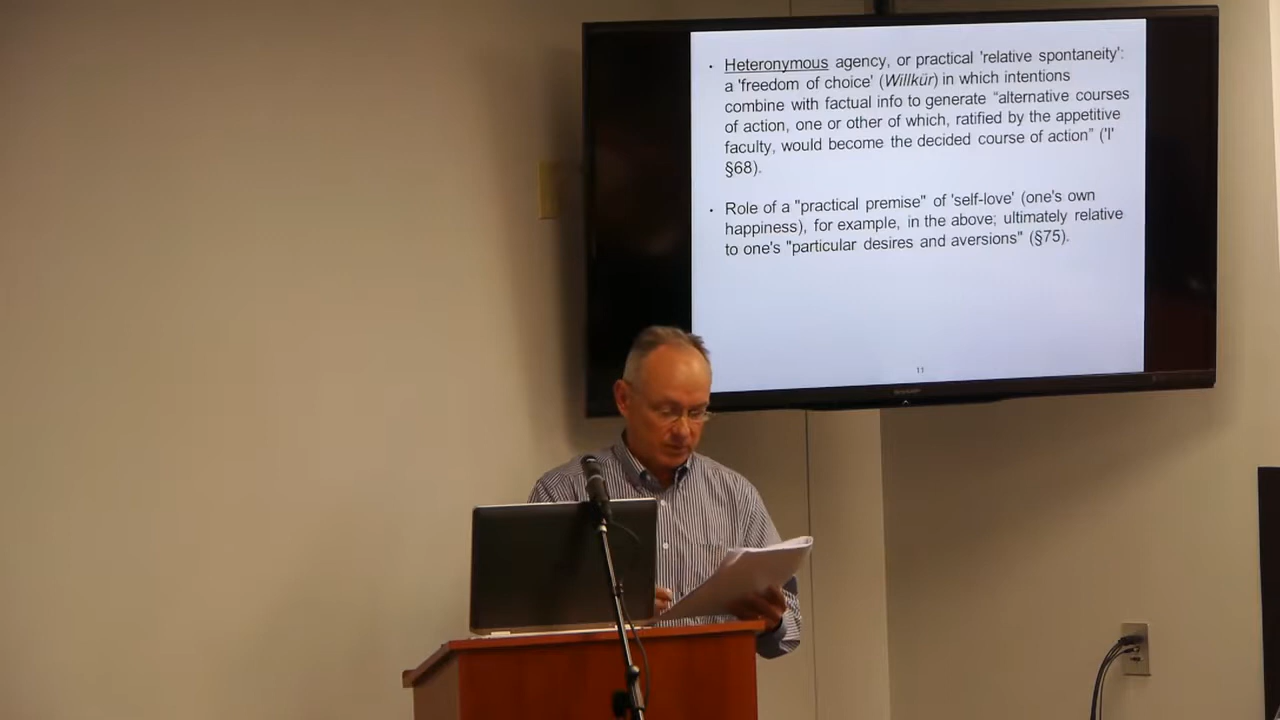 · Heteronymous agency, or practical 'relative spontaneity':
a 'freedom of choice' (Willkür) in which intentions
combine with factual info to generate “alternative courses
of action, one or other of which, ratified by the appetitive
faculty, would become the decided course of action” ('I'
§68).
· Role of a "practical premise" of 'self-love' (one's own
happiness), for example, in the above; ultimately relative
to one's "particular desires and aversions" (§75).
11